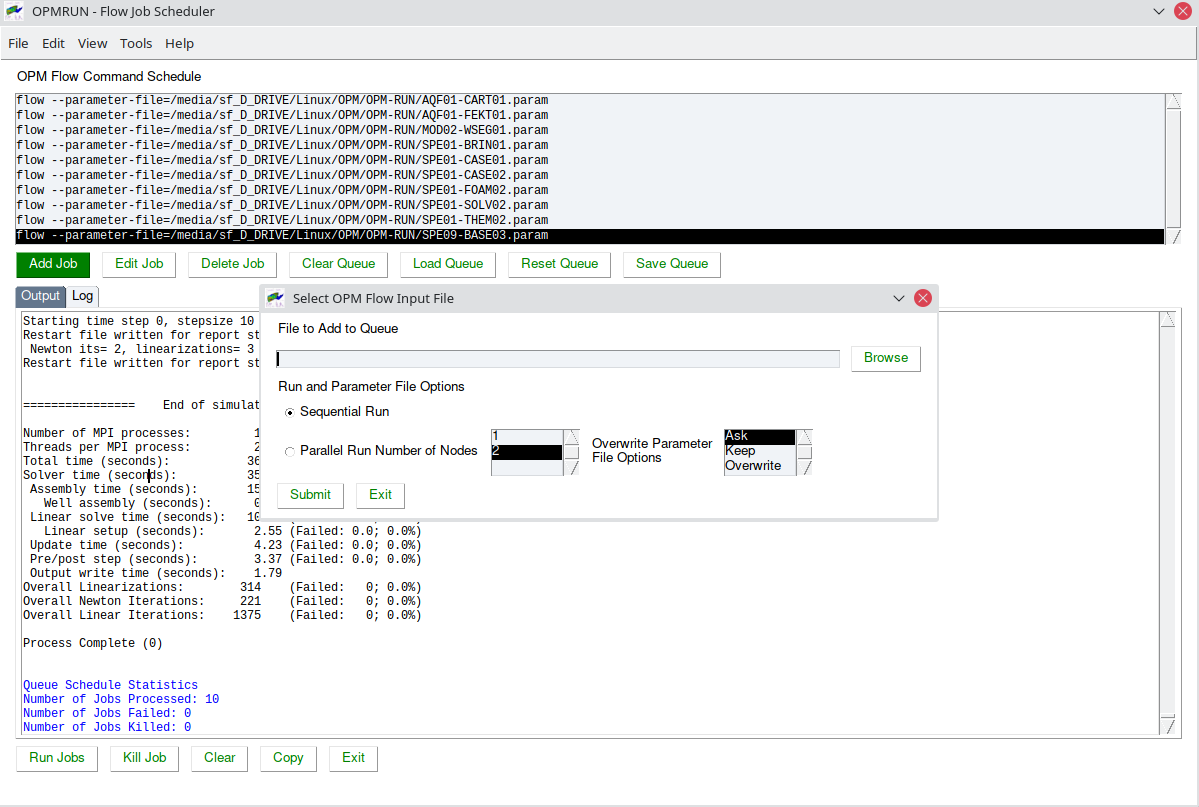 OPMRUN - Flow Job Scheduler
File Edit View Tools Help
OPM Flow Command Schedule
flow --parameter-file=/media/sf_D_DRIVE/Linux/OPM/OPM-RUN/AQF01-CART01.param
flow --parameter-file=/media/sf_D_DRIVE/Linux/OPM/OPM-RUN/AQF01-FEKT01.param
flow --parameter-file=/media/sf_D_DRIVE/Linux/OPM/OPM-RUN/MOD02-WSEG01.param
flow --parameter-file=/media/sf_D_DRIVE/Linux/OPM/OPM-RUN/SPE01-BRIN01.param
flow --parameter-file=/media/sf_D_DRIVE/Linux/OPM/OPM-RUN/SPE01-CASE01.param
flow --parameter-file=/media/sf_D_DRIVE/Linux/OPM/OPM-RUN/SPE01-CASE02.param
flow --parameter-file=/media/sf_D_DRIVE/Linux/OPM/OPM-RUN/SPE01-FOAM02.param
flow --parameter-file=/media/sf_D_DRIVE/Linux/OPM/OPM-RUN/SPE01-SOLV02.param
flow --parameter-file=/media/sf_D_DRIVE/Linux/OPM/OPM-RUN/SPE01-THEM02.param
flow --parameter-file=/media/sf_D_DRIVE/Linux/OPM/OPM-RUN/SPE09-BASE03.param
Add Job Edit Job Delete Job Clear Queue Load Queue Reset Queue Save Queue
Output Log
Select OPM Flow Input File
File to Add to Queue
Browse
Run and Parameter File Options
Sequential Run
Parallel Run Number of Nodes
1
2
Overwrite Parameter
File Options
Ask
Keep
Overwrite
Submit Exit
Starting time step 0, stepsize 10
Restart file written for report st
Newton its= 2, linearizations= 3
Restart file written for report st
================ End of simulat
Number of MPI processes: 1
Threads per MPI process: 2
Total time (seconds): 36
Solver time (seconds): 35
Assembly time (seconds): 15
Well assembly (seconds): 0
Linear solve time (seconds): 10
Linear setup (seconds): 2.55 (Failed: 0.0; 0.0%)
Update time (seconds): 4.23 (Failed: 0.0; 0.0%)
Pre/post step (seconds): 3.37 (Failed: 0.0; 0.0%)
Output write time (seconds): 1.79
Overall Linearizations: 314 (Failed: 0; 0.0%)
Overall Newton Iterations: 221 (Failed: 0; 0.0%)
Overall Linear Iterations: 1375 (Failed: 0; 0.0%)
Process Complete (0)
Queue Schedule Statistics
Number of Jobs Processed: 10
Number of Jobs Failed: 0
Number of Jobs Killed: 0
Run Jobs Kill Job Clear Copy Exit